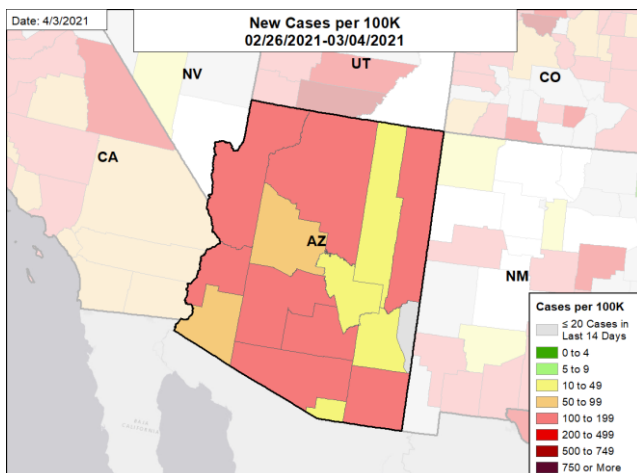 Date: 4/3/2021
New Cases per 100K
02/26/2021-03/04/2021
NV
UT
CO
CA
AZ
NM
BAJA
CALIFORNIA
Cases per 100K
≤ 20 Cases in
Last 14 Days
0 to 4
5 to 9
10 to 49
50 to 99
100 to 199
200 to 499
500 to 749
750 or More